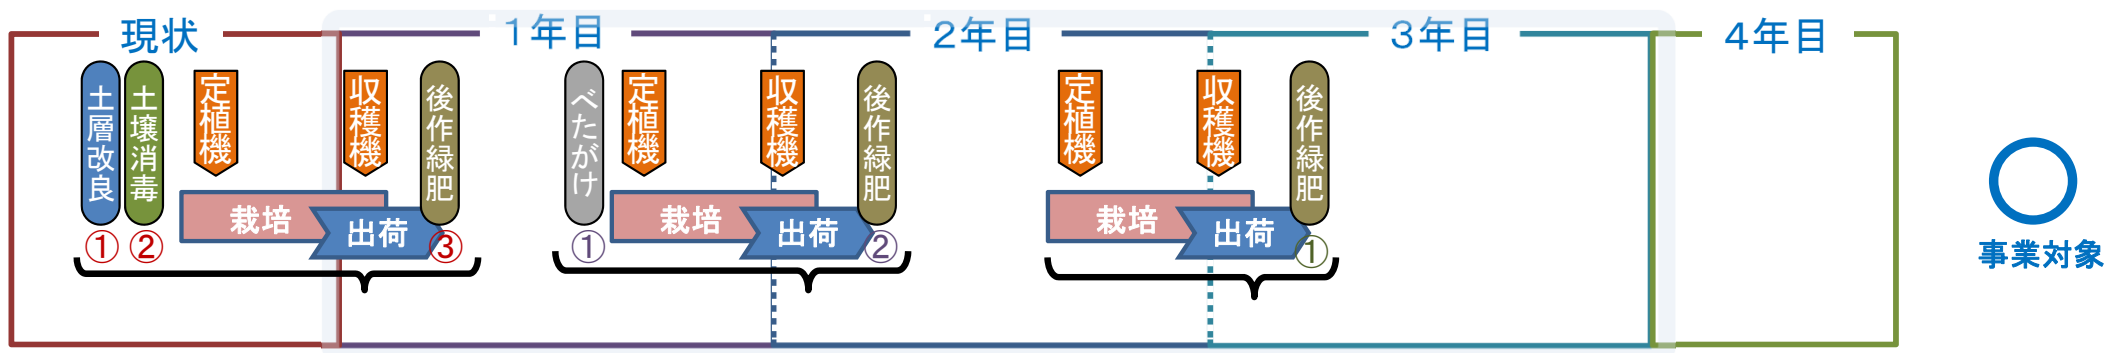 現状
1年目
2年目
3年目
4年目
土層改良
土壌消毒
定植機
収穫機
後作緑肥
べたがけ
定植機
収穫機
後作緑肥
定植機
収穫機
後作緑肥
栽培
出荷
栽培
出荷
栽培
出荷
① ② ③
① ②
①
事業対象